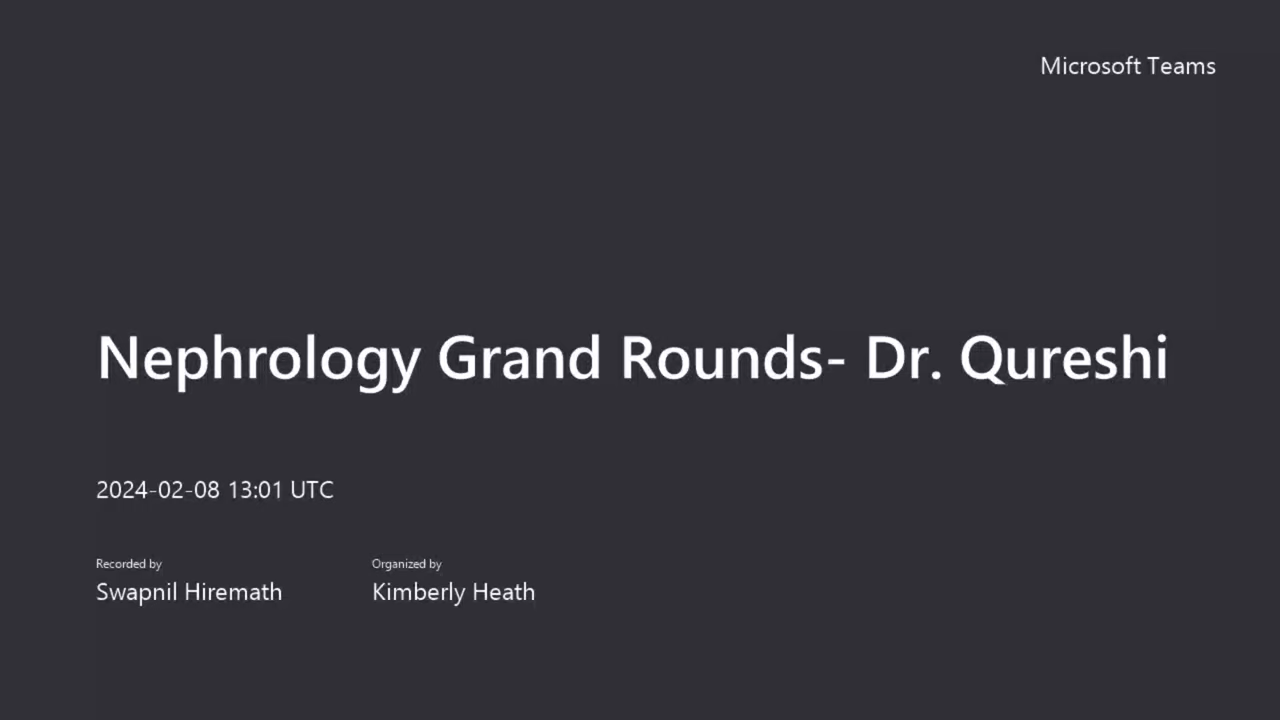 Microsoft Teams
Nephrology Grand Rounds- Dr. Qureshi
2024-02-08 13:01 UTC
Recorded by
Swapnil Hiremath
Organized by
Kimberly Heath